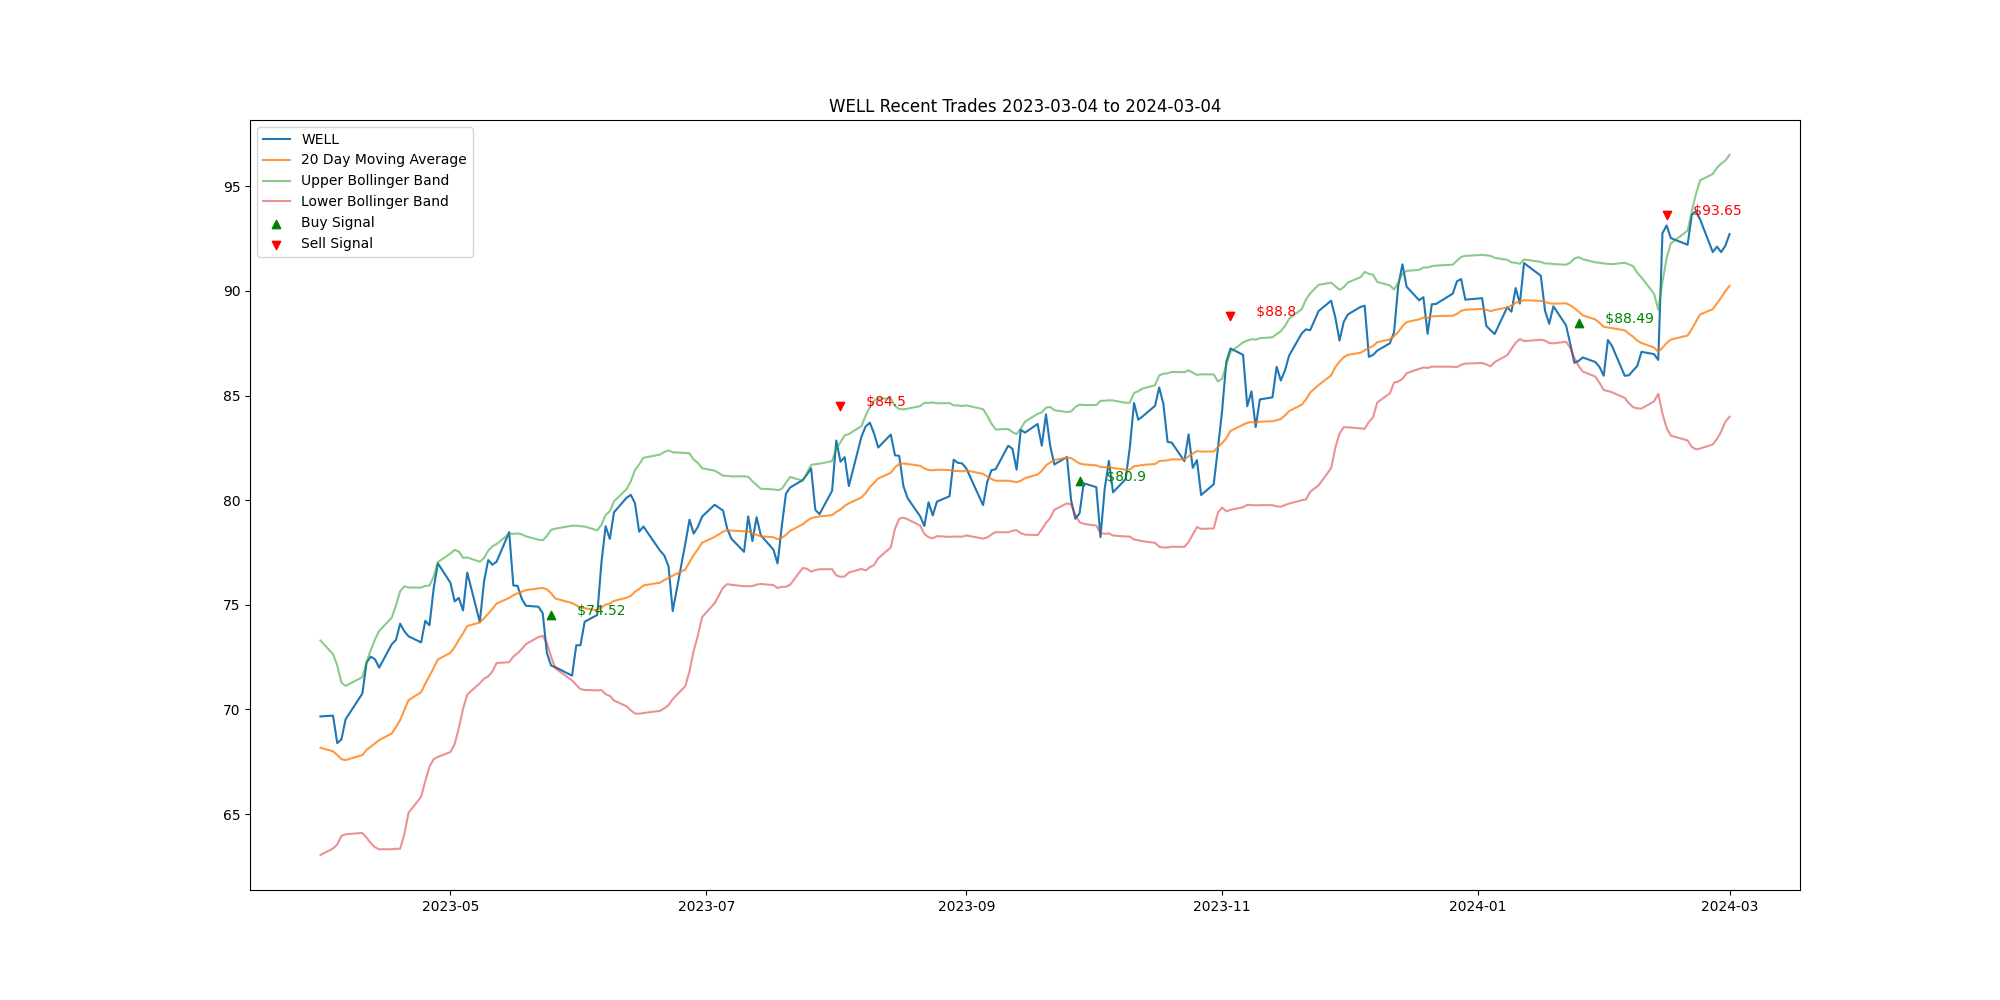 WELL Recent Trades 2023-03-04 to 2024-03-04
WELL
20 Day Moving Average
Upper Bollinger Band
Lower Bollinger Band
Buy Signal
Sell Signal
95
90
85
80
75
70
65
$93.65
$88.8
$88.49
$84.5
$80.9
$74.52
2023-05
2023-07
2023-09
2023-11
2024-01
2024-03